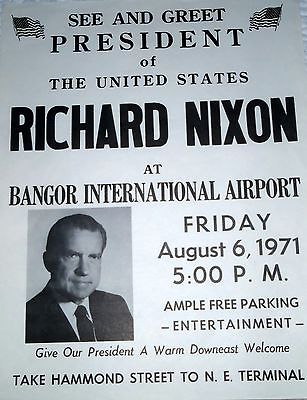 SEE AND GREET
PRESIDENT
of
THE UNITED STATES
RICHARD NIXON
AT
BANGOR INTERNATIONAL AIRPORT
FRIDAY
August 6, 1971
5:00 P. M.
AMPLE FREE PARKING
— ENTERTAINMENT —
Give Our President A Warm Downeast Welcome
TAKE HAMMOND STREET TO N. E. TERMINAL